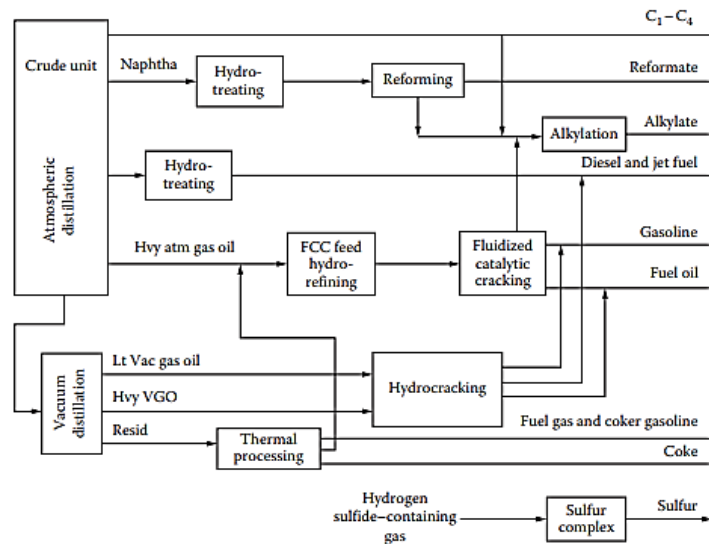 C₁–C₄
Crude unit
Naphtha
Hydro-
treating
Reforming
Reformate
Alkylation
Alkylate
Atmospheric
distillation
Hydro-
treating
Diesel and jet fuel
Hvy atm gas oil
FCC feed
hydro-
refining
Fluidized
catalytic
cracking
Gasoline
Fuel oil
Vacuum
distillation
Lt Vac gas oil
Hvy VGO
Resid
Hydrocracking
Thermal
processing
Fuel gas and coker gasoline
Coke
Hydrogen
sulfide–containing
gas
Sulfur
complex
Sulfur